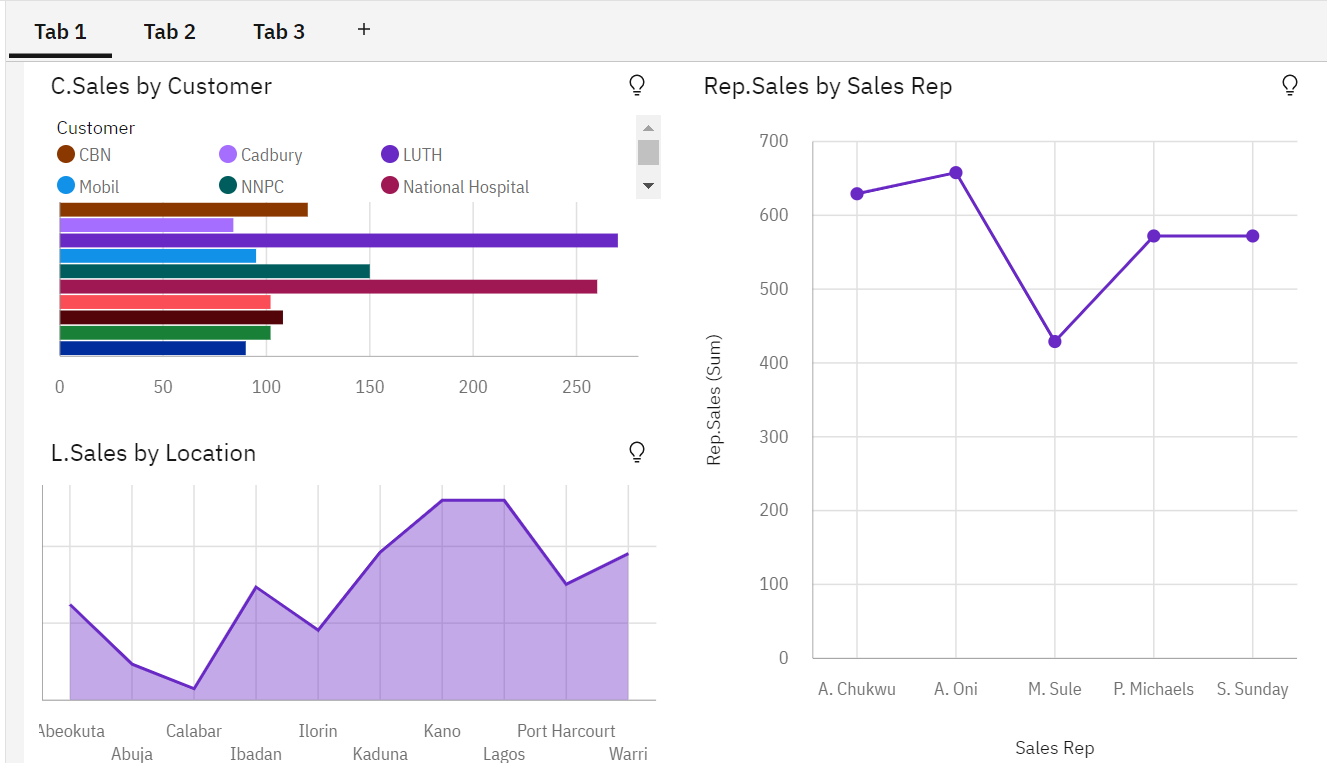 Tab 1 Tab 2 Tab 3 +
C.Sales by Customer
Customer
CBN Cadbury LUTH
Mobil NNPC National Hospital
0 50 100 150 200 250
L.Sales by Location
Abeokuta Calabar Ilorin Kano Port Harcourt
Abuja Ibadan Kaduna Lagos Warri
Rep.Sales by Sales Rep
700
600
500
400
300
200
100
0
Rep.Sales (Sum)
A. Chukwu A. Oni M. Sule P. Michaels S. Sunday
Sales Rep